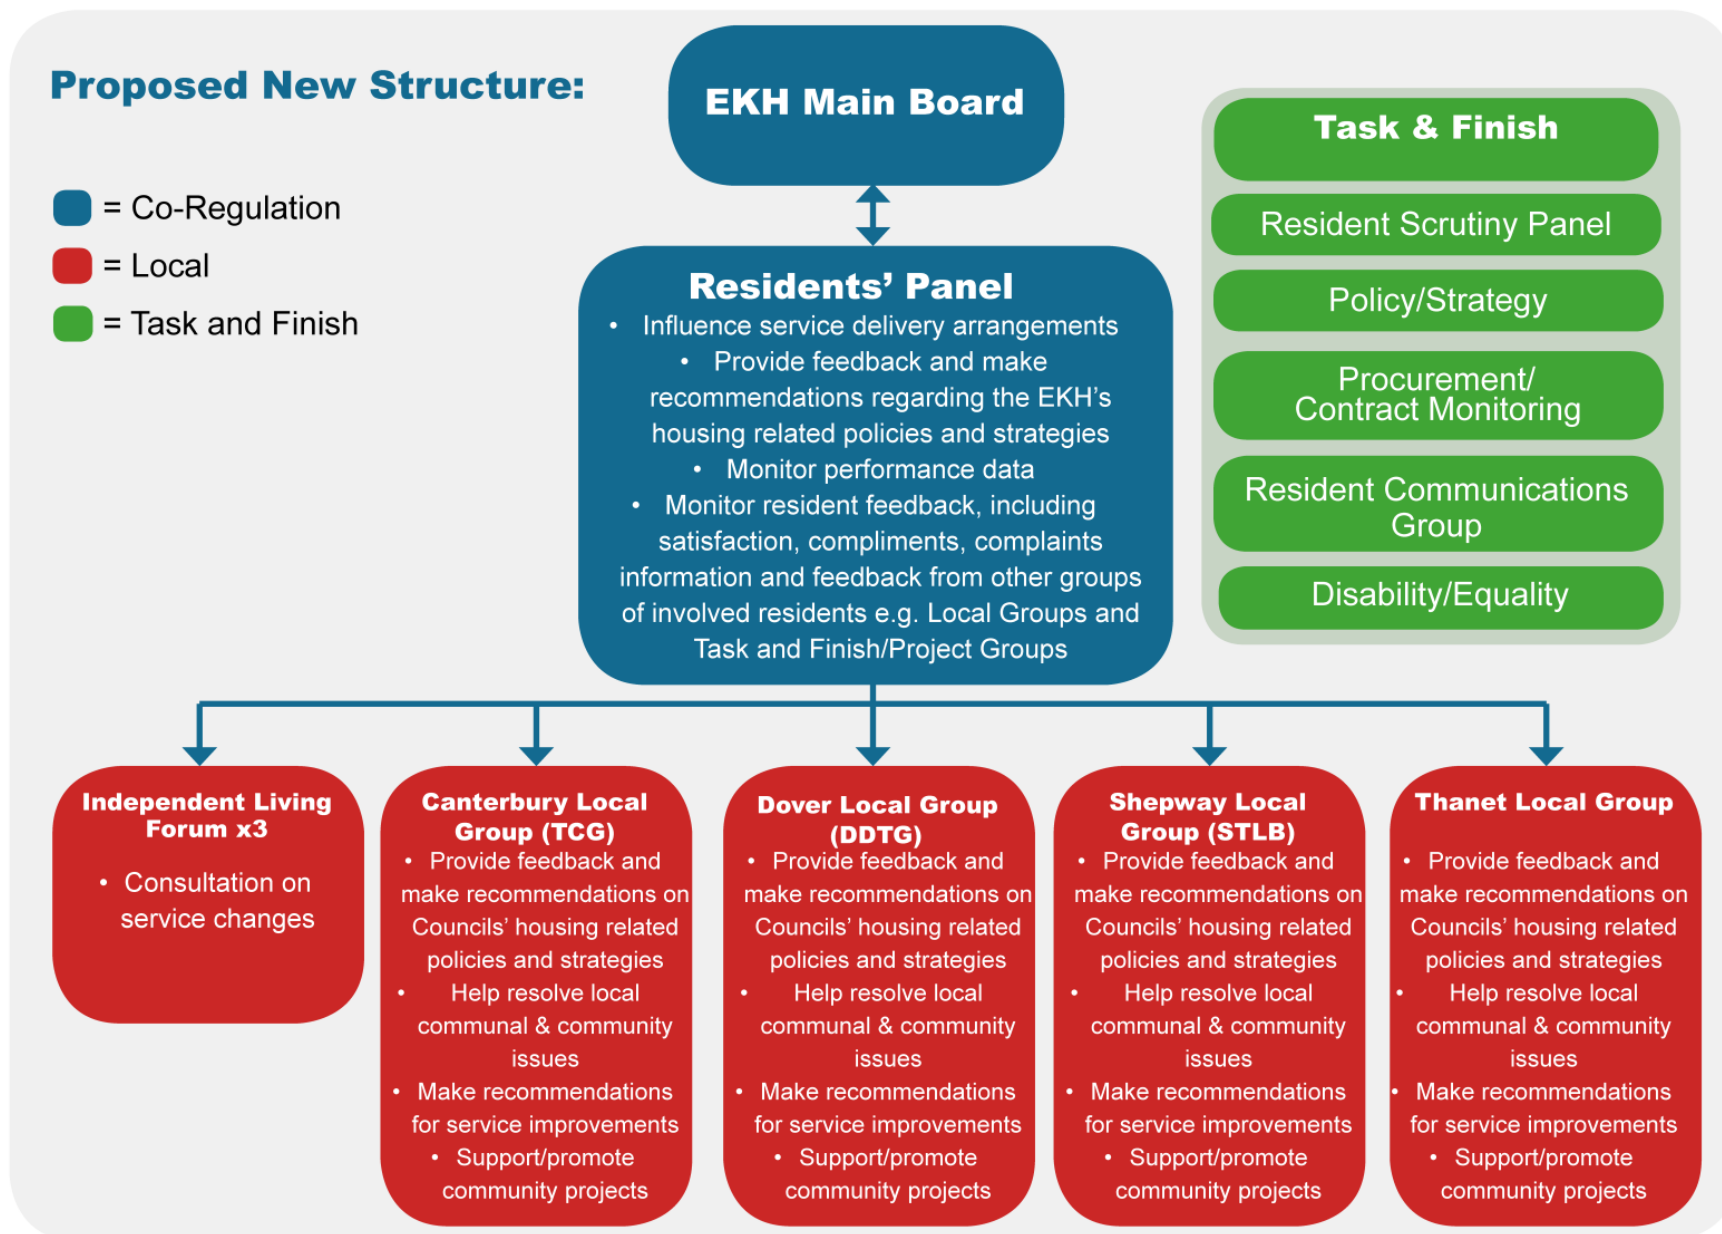 Proposed New Structure:
= Co-Regulation
= Local
= Task and Finish
EKH Main Board
Residents’ Panel
• Influence service delivery arrangements
• Provide feedback and make
recommendations regarding the EKH’s
housing related policies and strategies
• Monitor performance data
• Monitor resident feedback, including
satisfaction, compliments, complaints
information and feedback from other groups
of involved residents e.g. Local Groups and
Task and Finish/Project Groups
Task & Finish
Resident Scrutiny Panel
Policy/Strategy
Procurement/
Contract Monitoring
Resident Communications
Group
Disability/Equality
Independent Living
Forum x3
• Consultation on
service changes
Canterbury Local
Group (TCG)
• Provide feedback and
make recommendations on
Councils’ housing related
policies and strategies
• Help resolve local
communal & community
issues
• Make recommendations
for service improvements
• Support/promote
community projects
Dover Local Group
(DDTG)
• Provide feedback and
make recommendations on
Councils’ housing related
policies and strategies
• Help resolve local
communal & community
issues
• Make recommendations
for service improvements
• Support/promote
community projects
Shepway Local
Group (STLB)
• Provide feedback and
make recommendations on
Councils’ housing related
policies and strategies
• Help resolve local
communal & community
issues
• Make recommendations
for service improvements
• Support/promote
community projects
Thanet Local Group
• Provide feedback and
make recommendations on
Councils’ housing related
policies and strategies
• Help resolve local
communal & community
issues
• Make recommendations
for service improvements
• Support/promote
community projects